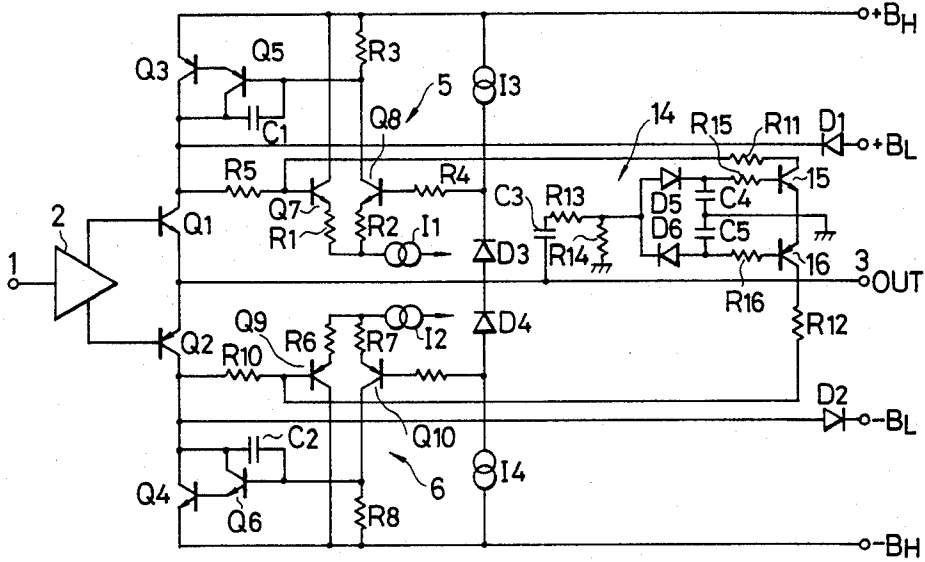 +BH
Q3
Q5
R3
5
I3
C1
Q8
14
R15
R11
D1
+BL
R5
R4
C3
R13
15
2
Q7
D5
C4
Q1
R1
R2
I1
R14
D6
C5
1
D3
16
3
OUT
R16
Q9
R6
R7
I2
D4
R12
Q2
R10
D2
C2
Q10
-BL
Q4
Q6
R8
6
I4
-BH